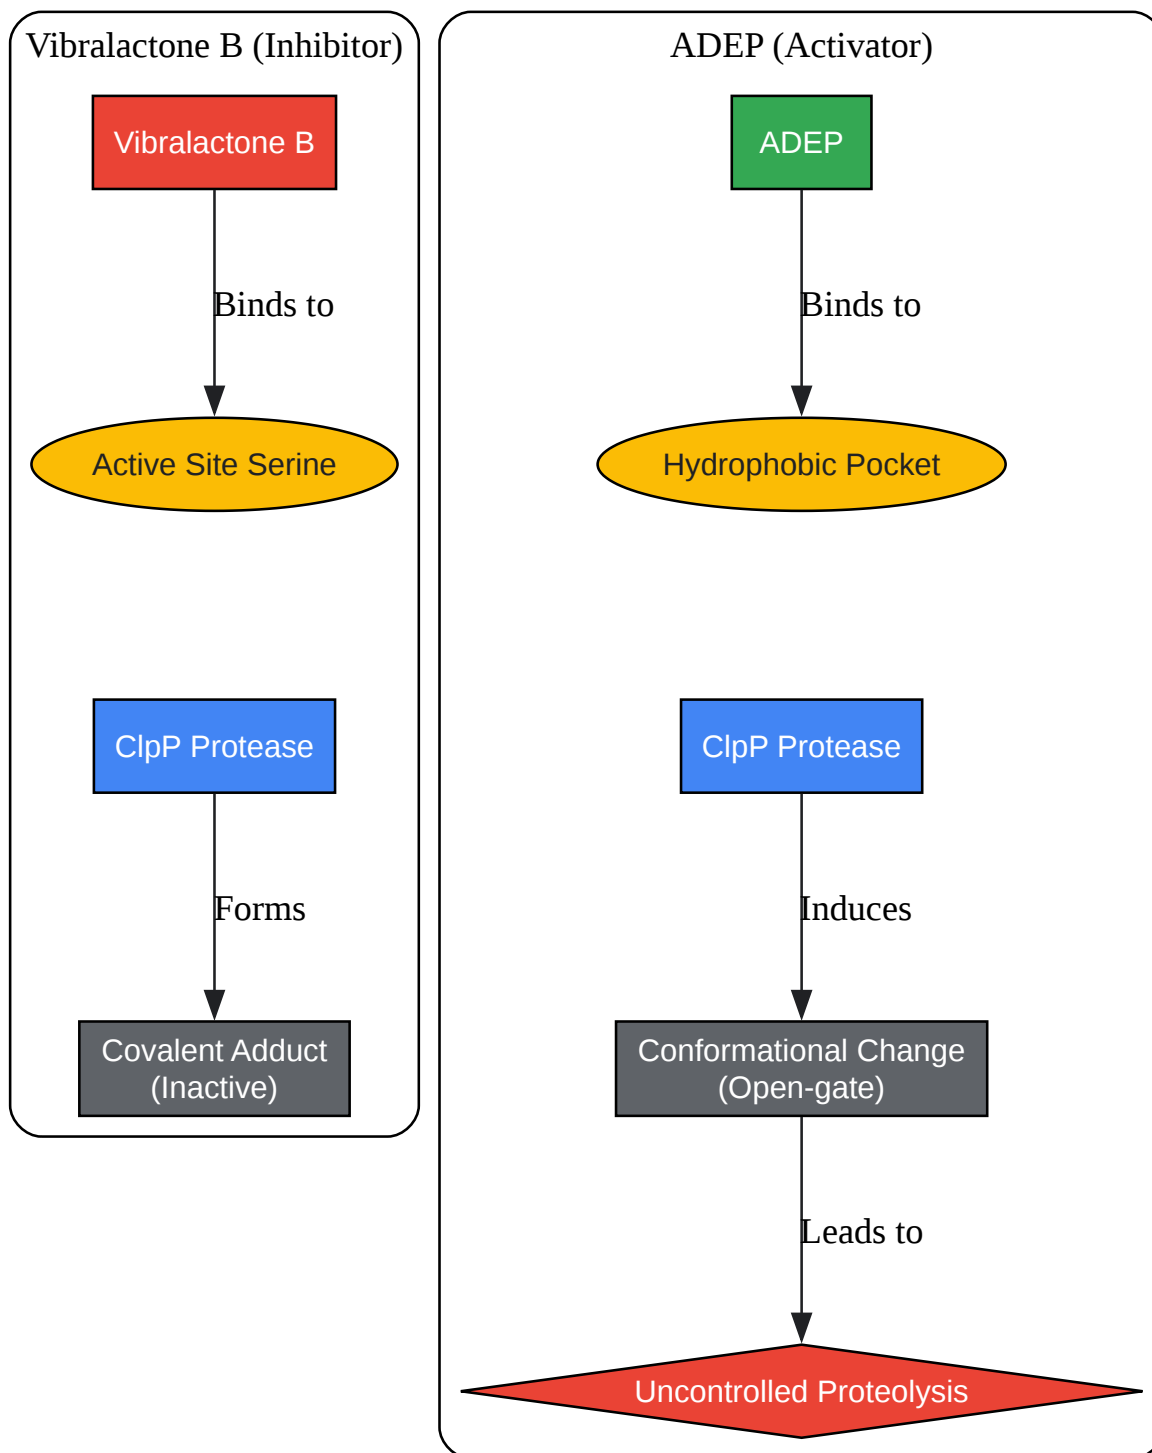 Vibralactone B (Inhibitor)
Vibralactone B
Binds to
Active Site Serine
ClpP Protease
Forms
Covalent Adduct
(Inactive)
ADEP (Activator)
ADEP
Binds to
Hydrophobic Pocket
ClpP Protease
Induces
Conformational Change
(Open-gate)
Leads to
Uncontrolled Proteolysis